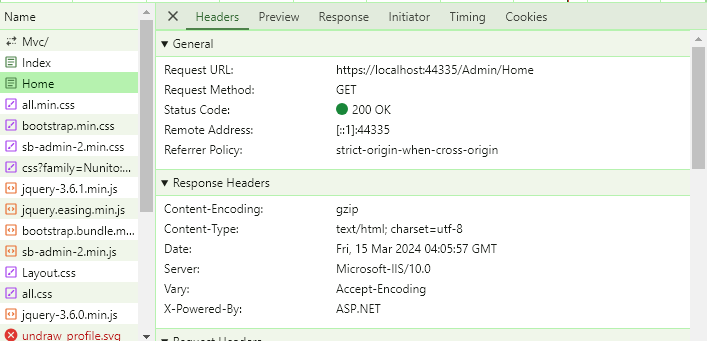 Name
Mvc/
Index
Home
all.min.css
bootstrap.min.css
sb-admin-2.min.css
css?family=Nunito:...
jquery-3.6.1.min.js
jquery.easing.min.js
bootstrap.bundle.m...
sb-admin-2.min.js
Layout.css
all.css
jquery-3.6.0.min.js
undraw_profile.svg
Headers Preview Response Initiator Timing Cookies
General
Request URL: https://localhost:44335/Admin/Home
Request Method: GET
Status Code: 200 OK
Remote Address: [::1]:44335
Referrer Policy: strict-origin-when-cross-origin
Response Headers
Content-Encoding: gzip
Content-Type: text/html; charset=utf-8
Date: Fri, 15 Mar 2024 04:05:57 GMT
Server: Microsoft-IIS/10.0
Vary: Accept-Encoding
X-Powered-By: ASP.NET
Request Headers